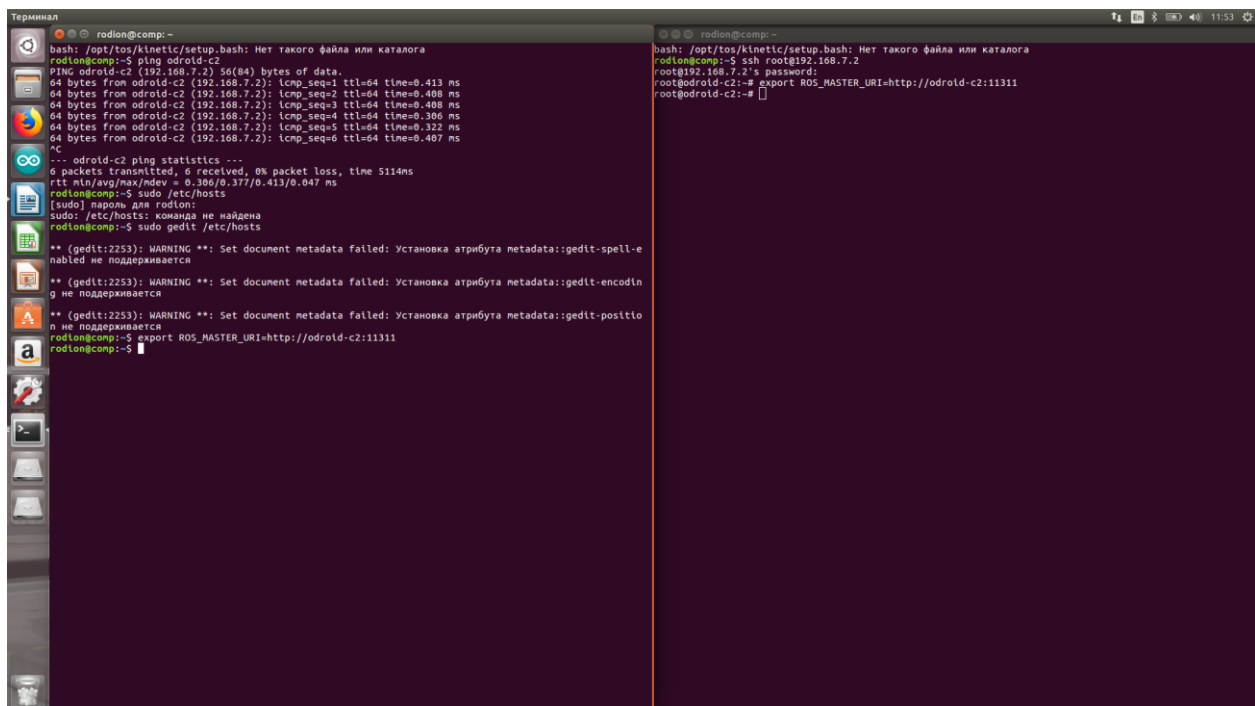 Терминал
En
11:53
rodion@comp: ~
bash: /opt/tos/kinetic/setup.bash: Нет такого файла или каталога
rodion@comp:~$ ping odroid-c2
PING odroid-c2 (192.168.7.2) 56(84) bytes of data.
64 bytes from odroid-c2 (192.168.7.2): icmp_seq=1 ttl=64 time=0.413 ms
64 bytes from odroid-c2 (192.168.7.2): icmp_seq=2 ttl=64 time=0.408 ms
64 bytes from odroid-c2 (192.168.7.2): icmp_seq=3 ttl=64 time=0.408 ms
64 bytes from odroid-c2 (192.168.7.2): icmp_seq=4 ttl=64 time=0.306 ms
64 bytes from odroid-c2 (192.168.7.2): icmp_seq=5 ttl=64 time=0.322 ms
64 bytes from odroid-c2 (192.168.7.2): icmp_seq=6 ttl=64 time=0.407 ms
^C
--- odroid-c2 ping statistics ---
6 packets transmitted, 6 received, 0% packet loss, time 5114ms
rtt min/avg/max/mdev = 0.306/0.377/0.413/0.047 ms
rodion@comp:~$ sudo /etc/hosts
[sudo] пароль для rodion:
sudo: /etc/hosts: команда не найдена
rodion@comp:~$ sudo gedit /etc/hosts
** (gedit:2253): WARNING **: Set document metadata failed: Установка атрибута metadata::gedit-spell-e
nabled не поддерживается
** (gedit:2253): WARNING **: Set document metadata failed: Установка атрибута metadata::gedit-encodin
g не поддерживается
** (gedit:2253): WARNING **: Set document metadata failed: Установка атрибута metadata::gedit-positio
n не поддерживается
rodion@comp:~$ export ROS_MASTER_URI=http://odroid-c2:11311
rodion@comp:~$
rodion@comp: ~
bash: /opt/tos/kinetic/setup.bash: Нет такого файла или каталога
rodion@comp:~$ ssh root@192.168.7.2
root@192.168.7.2's password:
root@odroid-c2:~# export ROS_MASTER_URI=http://odroid-c2:11311
root@odroid-c2:~#